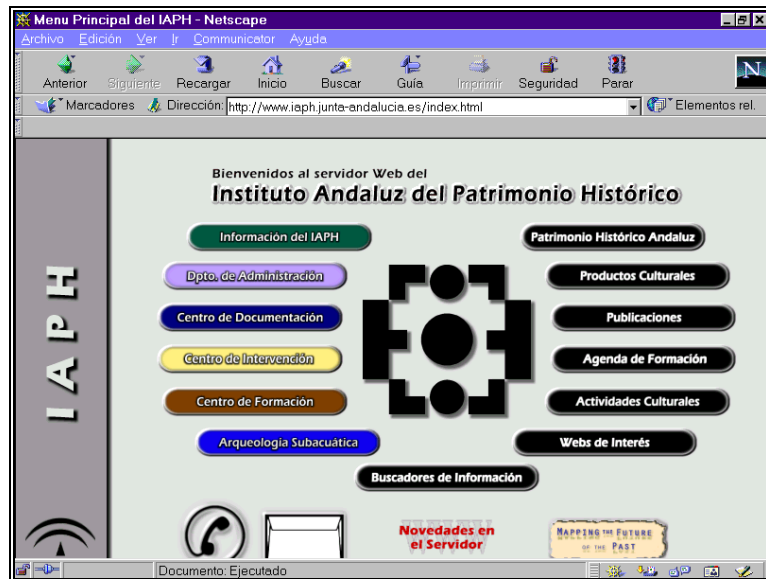 Menu Principal del IAPH - Netscape
Archivo Edición Ver Ir Communicator Ayuda
Anterior Siguiente Recargar Inicio Buscar Guía Imprimir Seguridad Parar
N
Marcadores Dirección: http://www.iaph.junta-andalucia.es/index.html Elementos rel.
Bienvenidos al servidor Web del
Instituto Andaluz del Patrimonio Histórico
IAPH
Información del IAPH
Patrimonio Histórico Andaluz
Dpto. de Administración
Productos Culturales
Centro de Documentación
Publicaciones
Centro de Intervención
Agenda de Formación
Centro de Formación
Actividades Culturales
Arqueología Subacuática
Webs de Interés
Buscadores de Información
Novedades en
el Servidor
MAPPING THE FUTURE
OF THE PAST
Documento: Ejecutado